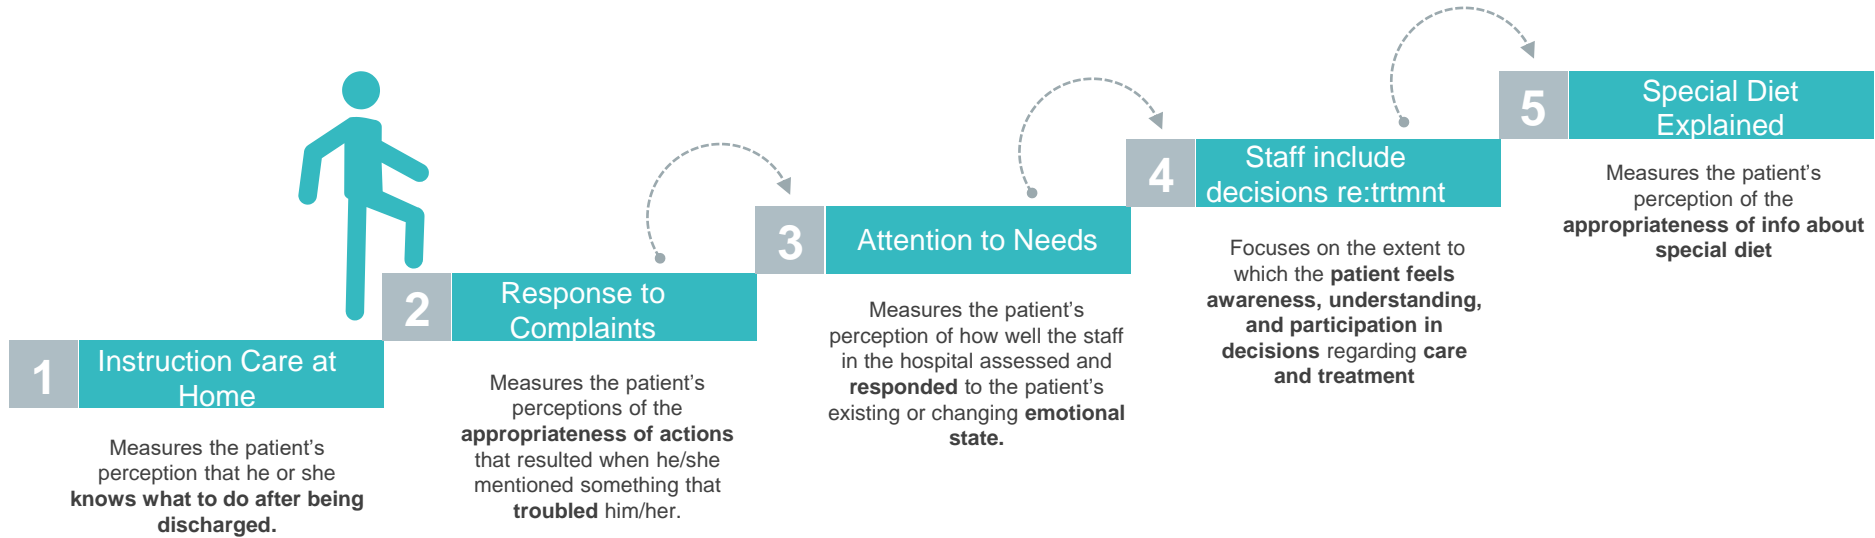 1
Instruction Care at
Home
Measures the patient’s
perception that he or she
knows what to do after being
discharged.
2
Response to
Complaints
Measures the patient’s
perceptions of the
appropriateness of actions
that resulted when he/she
mentioned something that
troubled him/her.
3
Attention to Needs
Measures the patient’s
perception of how well the staff
in the hospital assessed and
responded to the patient’s
existing or changing emotional
state.
4
Staff include
decisions re:trtmnt
Focuses on the extent to
which the patient feels
awareness, understanding,
and participation in
decisions regarding care
and treatment
5
Special Diet
Explained
Measures the patient’s
perception of the
appropriateness of info about
special diet